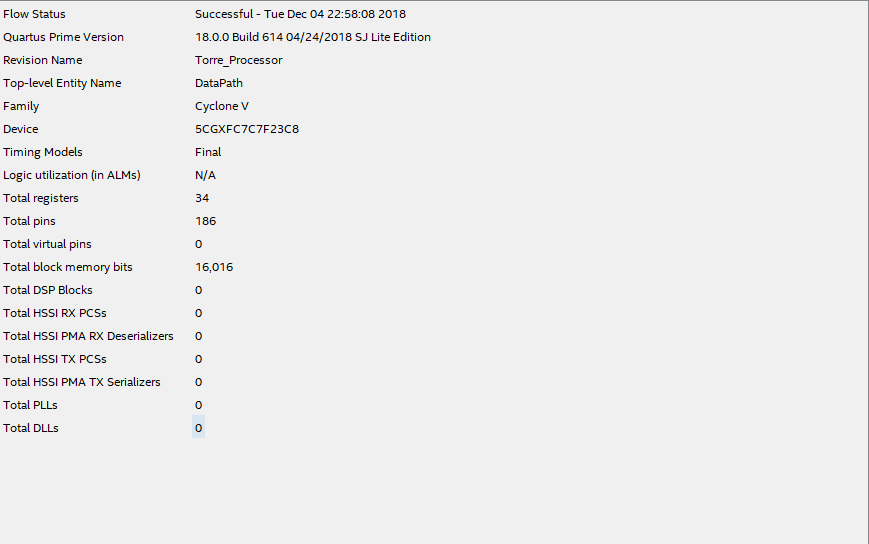 Flow Status Successful - Tue Dec 04 22:58:08 2018
Quartus Prime Version 18.0.0 Build 614 04/24/2018 SJ Lite Edition
Revision Name Torre_Processor
Top-level Entity Name DataPath
Family Cyclone V
Device 5CGXFC7C7F23C8
Timing Models Final
Logic utilization (in ALMs) N/A
Total registers 34
Total pins 186
Total virtual pins 0
Total block memory bits 16,016
Total DSP Blocks 0
Total HSSI RX PCSs 0
Total HSSI PMA RX Deserializers 0
Total HSSI TX PCSs 0
Total HSSI PMA TX Serializers 0
Total PLLs 0
Total DLLs 0